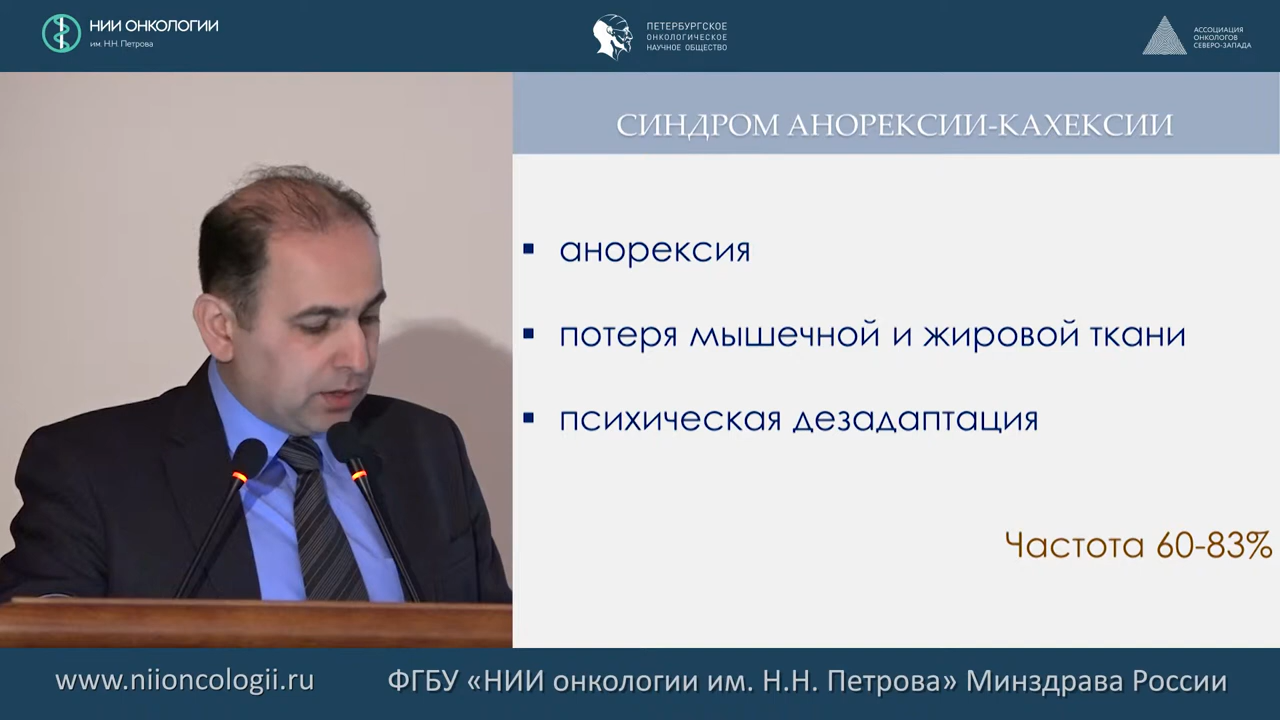 НИИ ОНКОЛОГИИ
им. Н.Н. Петрова
ПЕТЕРБУРГСКОЕ
ОНКОЛОГИЧЕСКОЕ
НАУЧНОЕ ОБЩЕСТВО
АССОЦИАЦИЯ
ОНКОЛОГОВ
СЕВЕРО-ЗАПАДА
СИНДРОМ АНОРЕКСИИ-КАХЕКСИИ
▪ анорексия
▪ потеря мышечной и жировой ткани
▪ психическая дезадаптация
Частота 60-83%
www.niioncologii.ru
ФГБУ «НИИ онкологии им. Н.Н. Петрова» Минздрава России